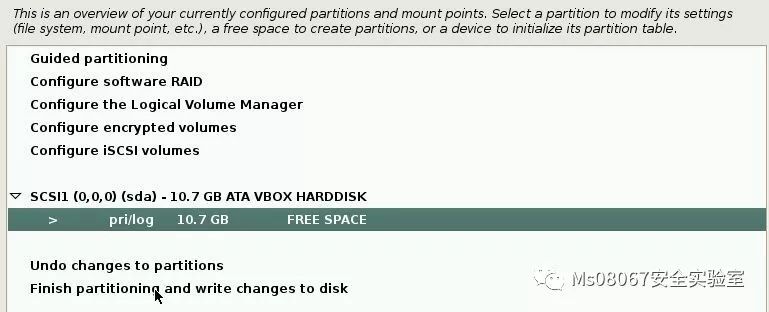 This is an overview of your currently configured partitions and mount points. Select a partition to modify its settings
(file system, mount point, etc.), a free space to create partitions, or a device to initialize its partition table.
Guided partitioning
Configure software RAID
Configure the Logical Volume Manager
Configure encrypted volumes
Configure iSCSI volumes
SCSI1 (0,0,0) (sda) - 10.7 GB ATA VBOX HARDDISK
> pri/log 10.7 GB FREE SPACE
Undo changes to partitions
Ms08067安全实验室
Finish partitioning and write changes to disk